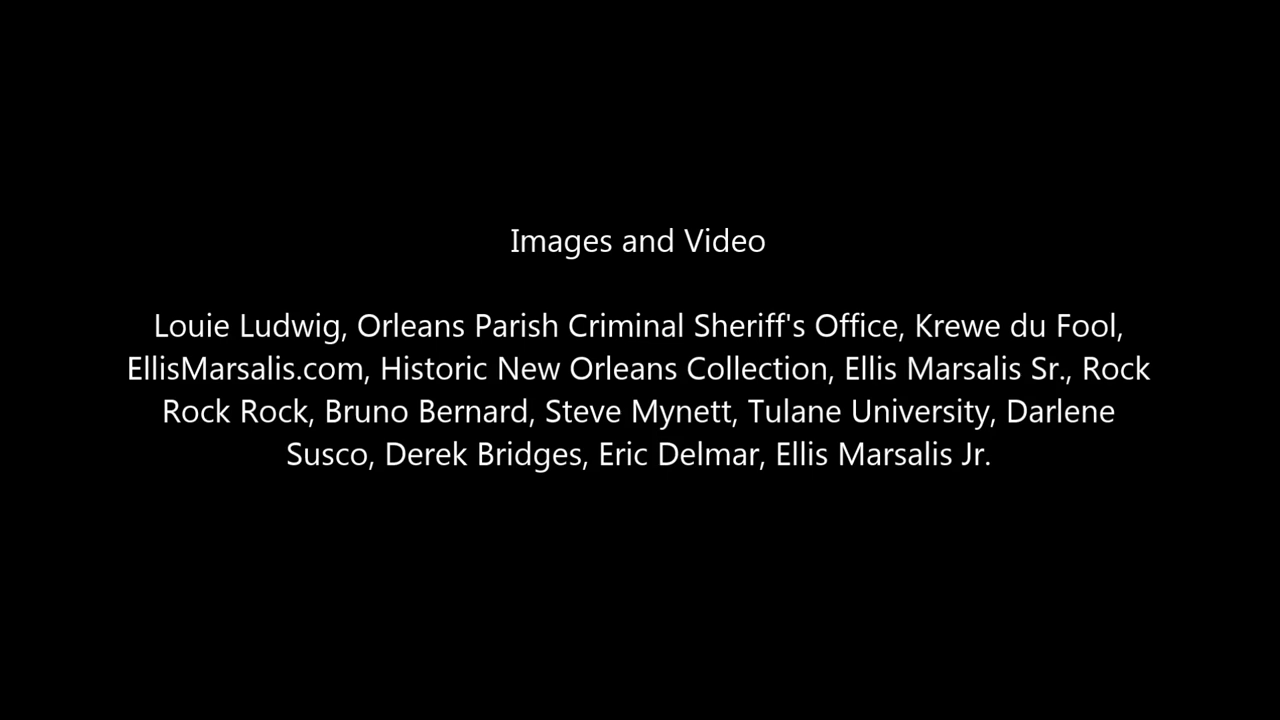 Images and Video
Louie Ludwig, Orleans Parish Criminal Sheriff's Office, Krewe du Fool,
EllisMarsalis.com, Historic New Orleans Collection, Ellis Marsalis Sr., Rock
Rock Rock, Bruno Bernard, Steve Mynett, Tulane University, Darlene
Susco, Derek Bridges, Eric Delmar, Ellis Marsalis Jr.